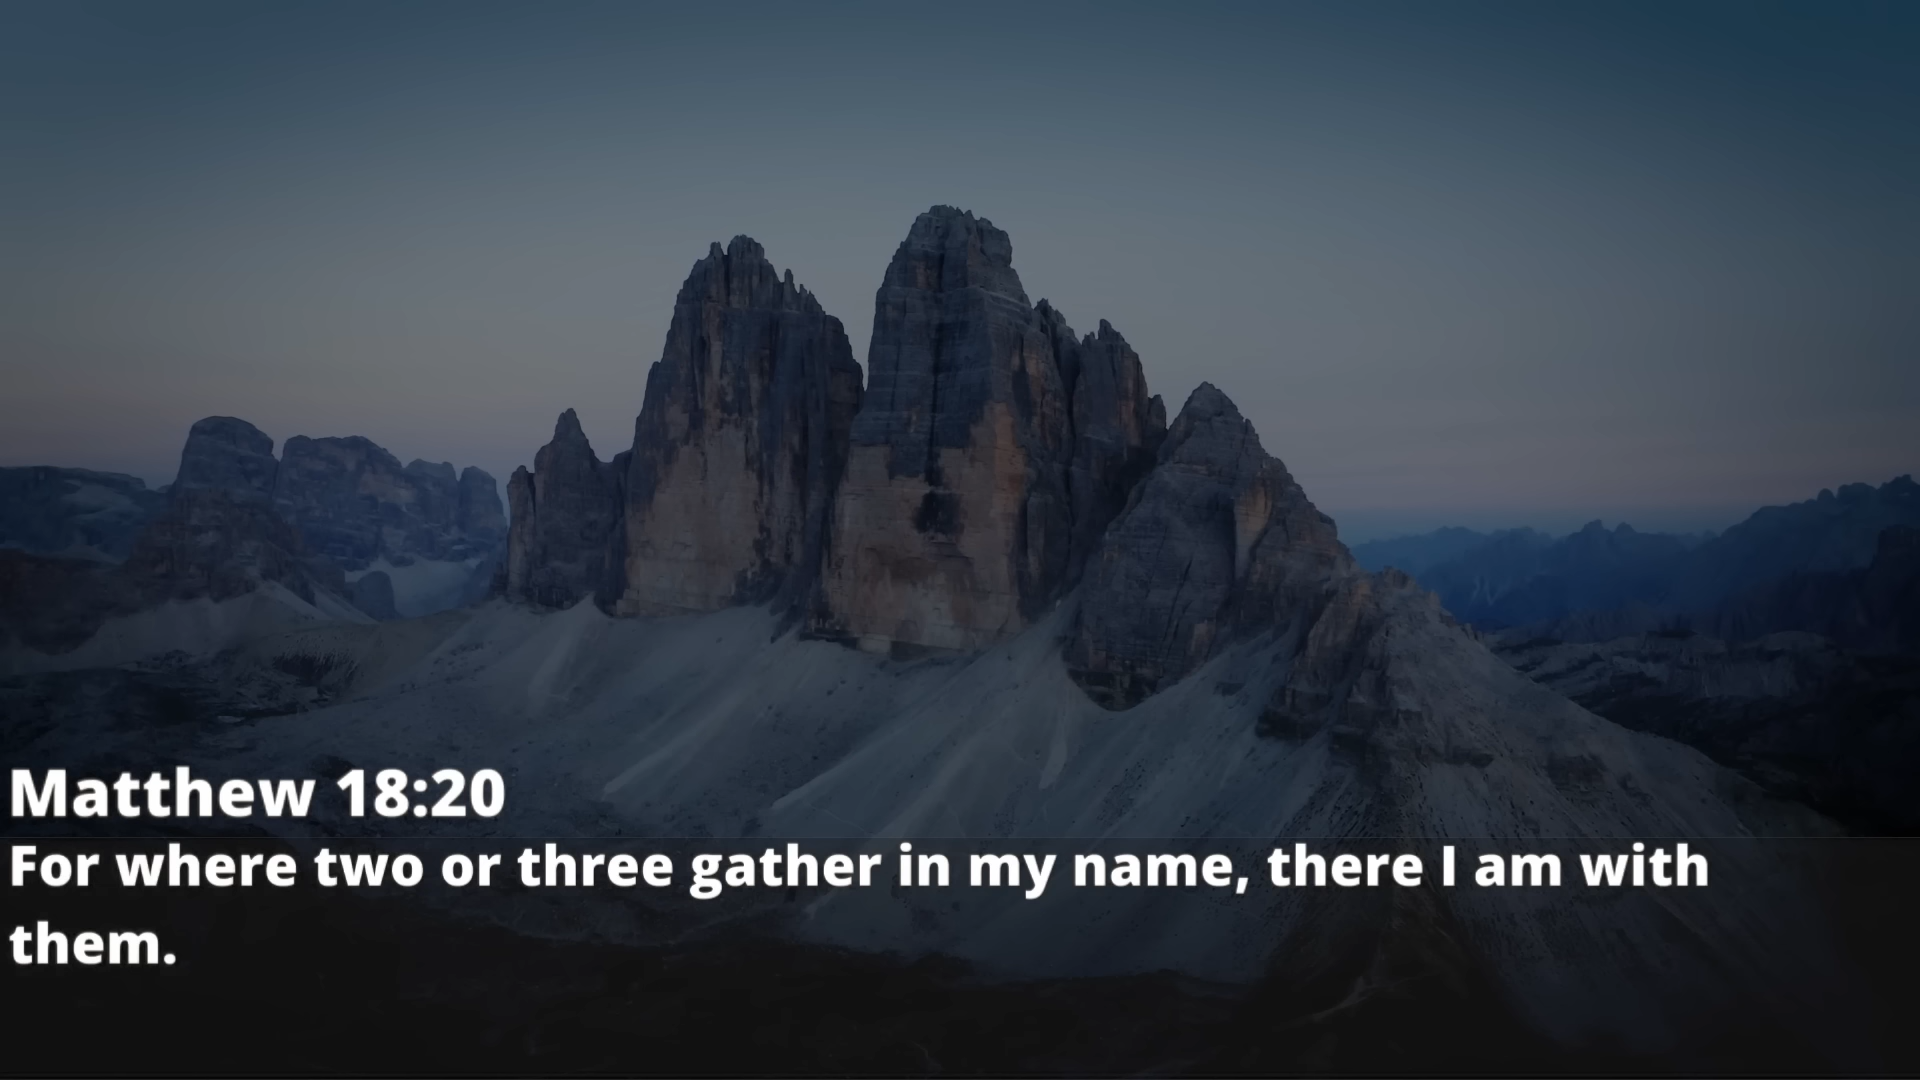 Matthew 18:20
For where two or three gather in my name, there I am with
them.